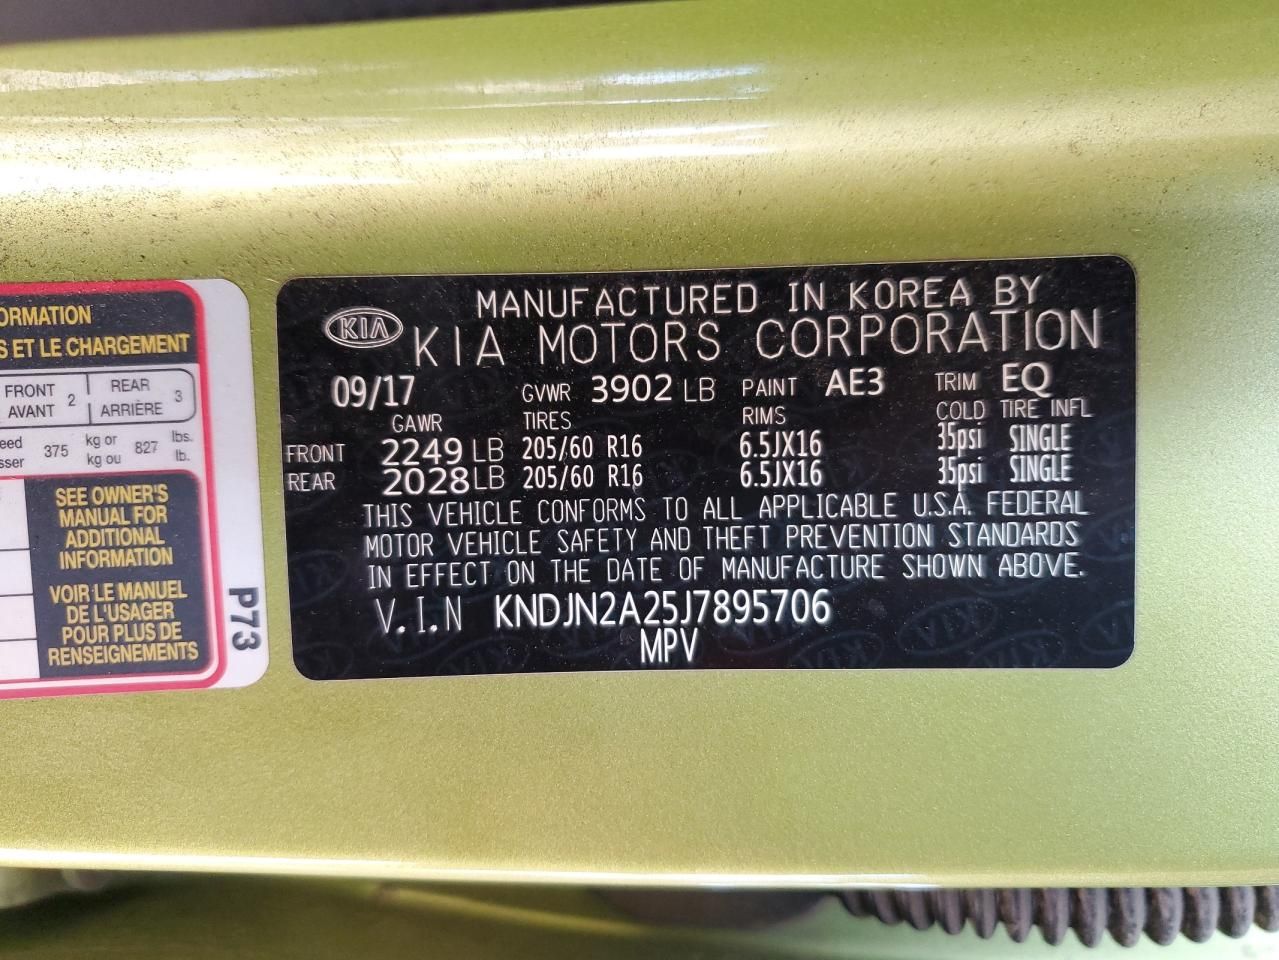 ORMATION
S ET LE CHARGEMENT
FRONT 2 REAR 3
AVANT ARRIÈRE
375 kg or 827 lbs.
kg ou lb.
SEE OWNER'S
MANUAL FOR
ADDITIONAL
INFORMATION
VOIR LE MANUEL
DE L'USAGER
POUR PLUS DE
RENSEIGNEMENTS
P73
MANUFACTURED IN KOREA BY
KIA KIA MOTORS CORPORATION
09/17 GVWR 3902 LB PAINT AE3 TRIM EQ
GAWR TIRES RIMS COLD TIRE INFL
FRONT 2249 LB 205/60 R16 6.5JX16 35psi SINGLE
REAR 2028 LB 205/60 R16 6.5JX16 35psi SINGLE
THIS VEHICLE CONFORMS TO ALL APPLICABLE U.S.A. FEDERAL
MOTOR VEHICLE SAFETY AND THEFT PREVENTION STANDARDS
IN EFFECT ON THE DATE OF MANUFACTURE SHOWN ABOVE.
V.I.N KNDJN2A25J7895706
MPV